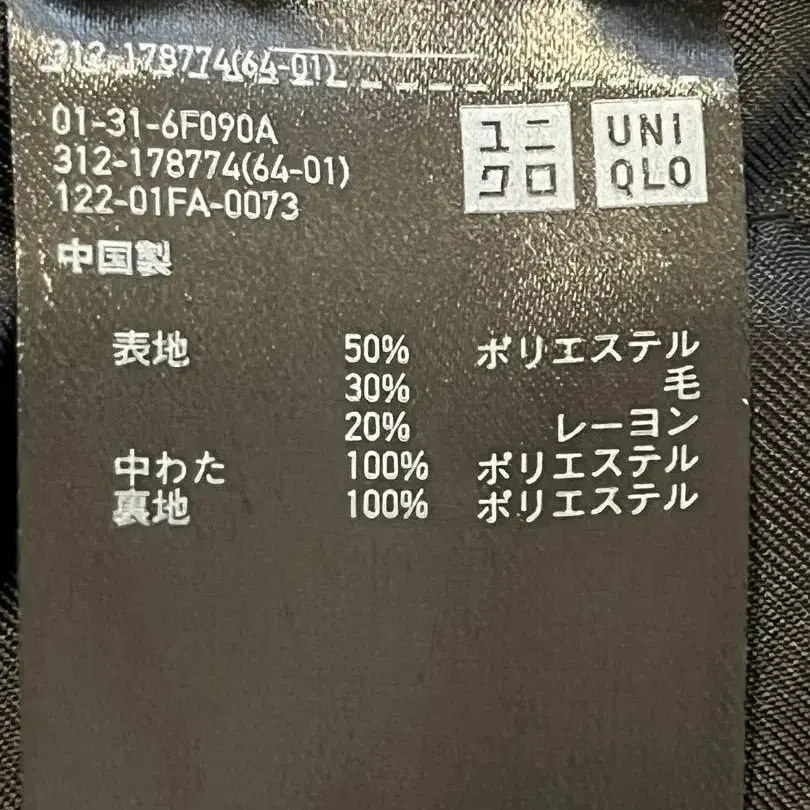 312-178774(64-01)
01-31-6F090A
312-178774(64-01)
122-01FA-0073
ユニ
クロ
UNI
QLO
中国製
表地 50% ポリエステル
30% 毛
20% レーヨン
中わた 100% ポリエステル
裏地 100% ポリエステル